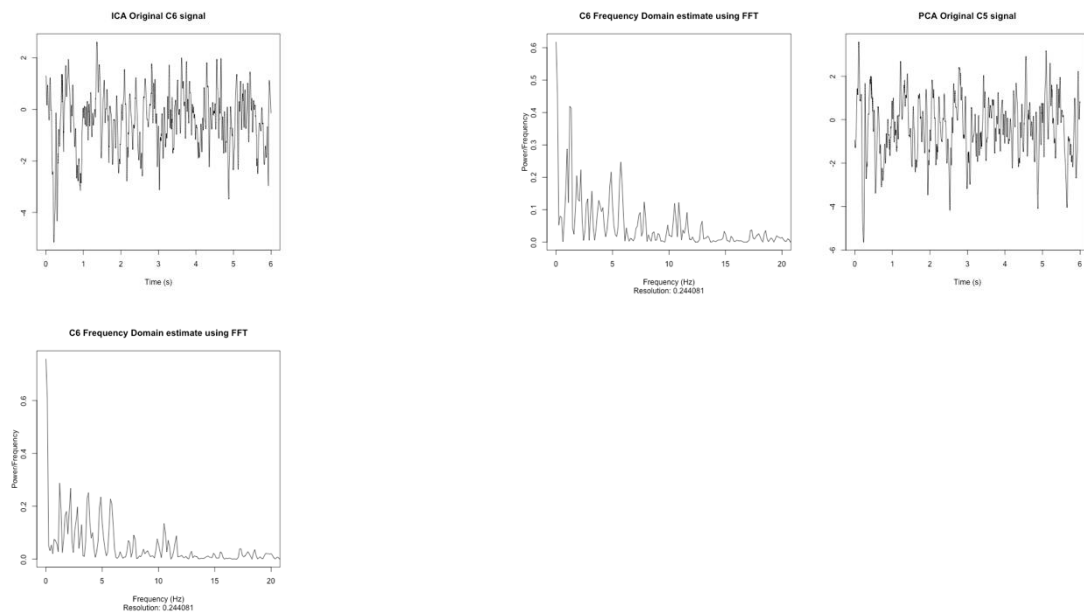 ICA Original C6 signal
2
0
-2
-4
0 1 2 3 4 5 6
Time (s)
C6 Frequency Domain estimate using FFT
Power/Frequency
0.6
0.5
0.4
0.3
0.2
0.1
0.0
0 5 10 15 20
Frequency (Hz)
Resolution: 0.244081
PCA Original C5 signal
2
0
-2
-4
-6
0 1 2 3 4 5 6
Time (s)
C6 Frequency Domain estimate using FFT
Power/Frequency
0.6
0.4
0.2
0.0
0 5 10 15 20
Frequency (Hz)
Resolution: 0.244081